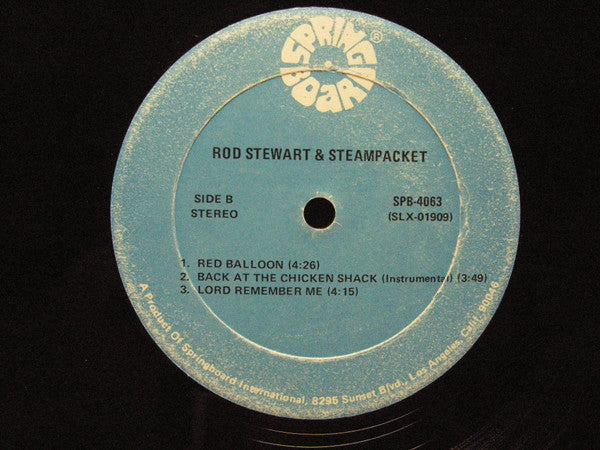 SPRING
BOARD
®
ROD STEWART & STEAMPACKET
SIDE B
STEREO
SPB-4063
(SLX-01909)
1. RED BALLOON (4:26)
2. BACK AT THE CHICKEN SHACK (Instrumental) (3:49)
3. LORD REMEMBER ME (4:15)
A Product Of Springboard International, 8295 Sunset Blvd., Los Angeles, Calif. 90046